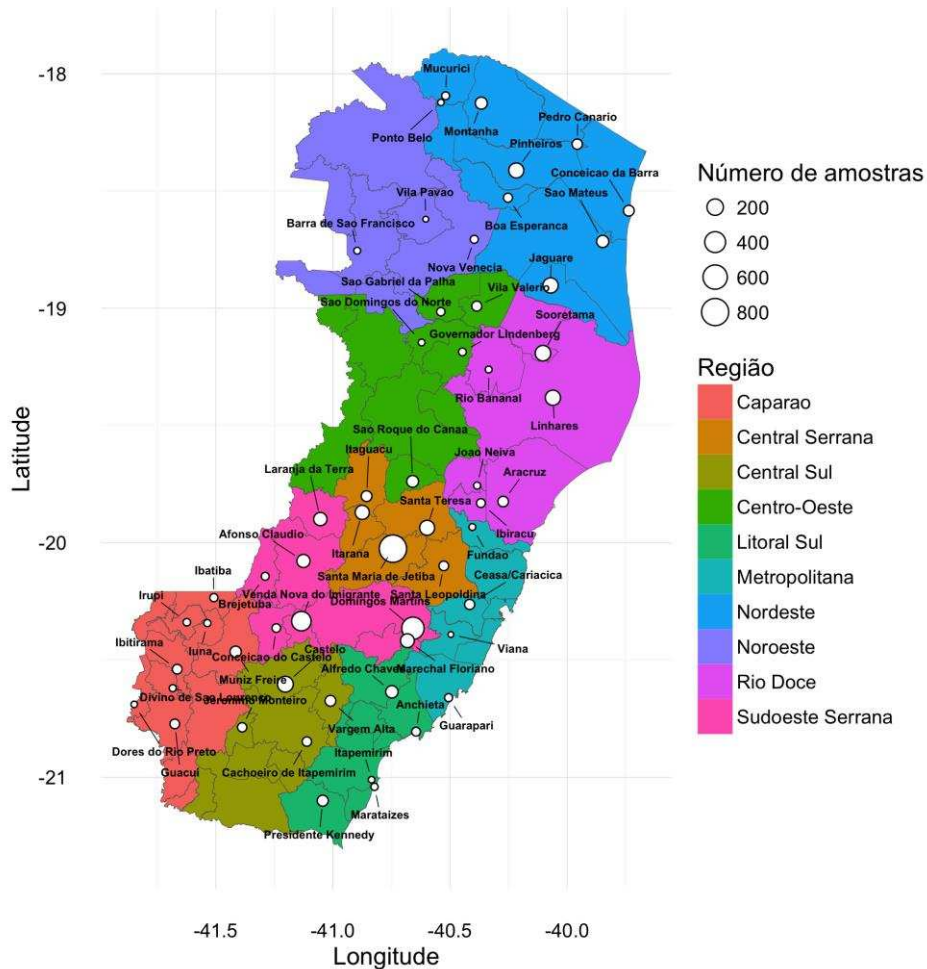 -18
-19
-20
-21
Latitude
-41.5
-41.0
-40.5
-40.0
Longitude
Mucurici
Ponto Belo
Montanha
Pedro Canario
Pinheiros
Conceicao da Barra
Sao Mateus
Vila Pavao
Barra de Sao Francisco
Boa Esperanca
Nova Venecia
Jaguare
Sao Gabriel da Palha
Vila Valerio
Sao Domingos do Norte
Sooretama
Governador Lindenberg
Rio Bananal
Linhares
Sao Roque do Canaa
Itaguacu
Joao Neiva
Laranja da Terra
Aracruz
Santa Teresa
Afonso Claudio
Itarana
Ibiracu
Fundao
Santa Maria de Jetiba
Ceasa/Cariacica
Ibatiba
Venda Nova do Imigrante
Santa Leopoldina
Irupi
Brejetuba
Domingos Martins
Ibitirama
Iuna
Castelo
Viana
Conceicao do Castelo
Alfredo Chaves
Marechal Floriano
Muniz Freire
Divino de Sao Lourenco
Jeronimo Monteiro
Anchieta
Guarapari
Vargem Alta
Dores do Rio Preto
Itapemirim
Guacui
Cachoeiro de Itapemirim
Marataizes
Presidente Kennedy
Número de amostras
200
400
600
800
Região
Caparao
Central Serrana
Central Sul
Centro-Oeste
Litoral Sul
Metropolitana
Nordeste
Noroeste
Rio Doce
Sudoeste Serrana